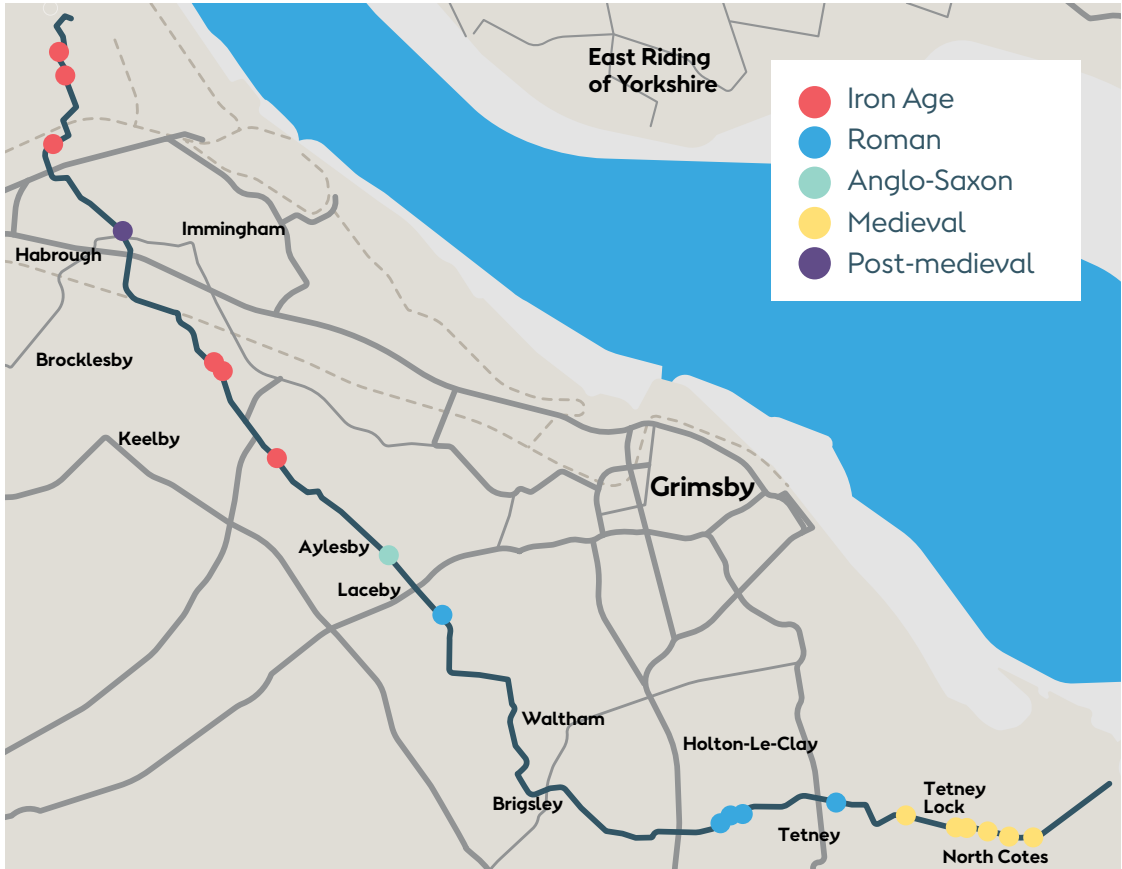 East Riding
of Yorkshire
Iron Age
Roman
Anglo-Saxon
Medieval
Post-medieval
Immingham
Habrough
Brocklesby
Keelby
Grimsby
Aylesby
Laceby
Waltham
Holton-Le-Clay
Brigsley
Tetney
Lock
Tetney
North Cotes